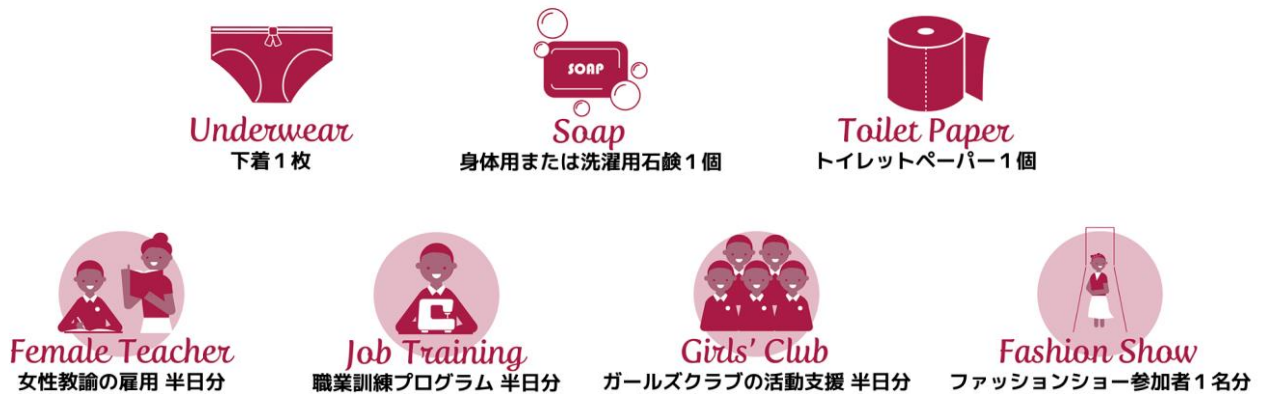 SOAP
Underwear
下着１枚
Soap
身体用または洗濯用石鹸１個
Toilet Paper
トイレットペーパー１個
Female Teacher
女性教諭の雇用 半日分
Job Training
職業訓練プログラム 半日分
Girls' Club
ガールズクラブの活動支援 半日分
Fashion Show
ファッションショー参加者１名分